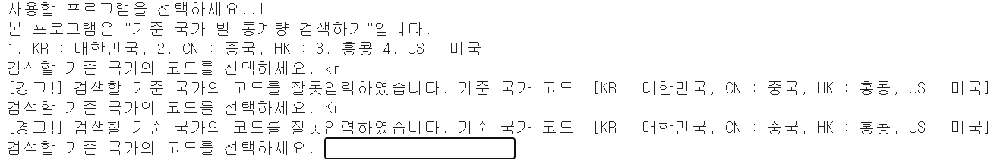 사용할 프로그램을 선택하세요..1
본 프로그램은 "기준 국가 별 통계량 검색하기"입니다.
1. KR : 대한민국, 2. CN : 중국, HK : 3. 홍콩 4. US : 미국
검색할 기준 국가의 코드를 선택하세요..kr
[경고!] 검색할 기준 국가의 코드를 잘못입력하였습니다. 기준 국가 코드: [KR : 대한민국, CN : 중국, HK : 홍콩, US : 미국]
검색할 기준 국가의 코드를 선택하세요..Kr
[경고!] 검색할 기준 국가의 코드를 잘못입력하였습니다. 기준 국가 코드: [KR : 대한민국, CN : 중국, HK : 홍콩, US : 미국]
검색할 기준 국가의 코드를 선택하세요..